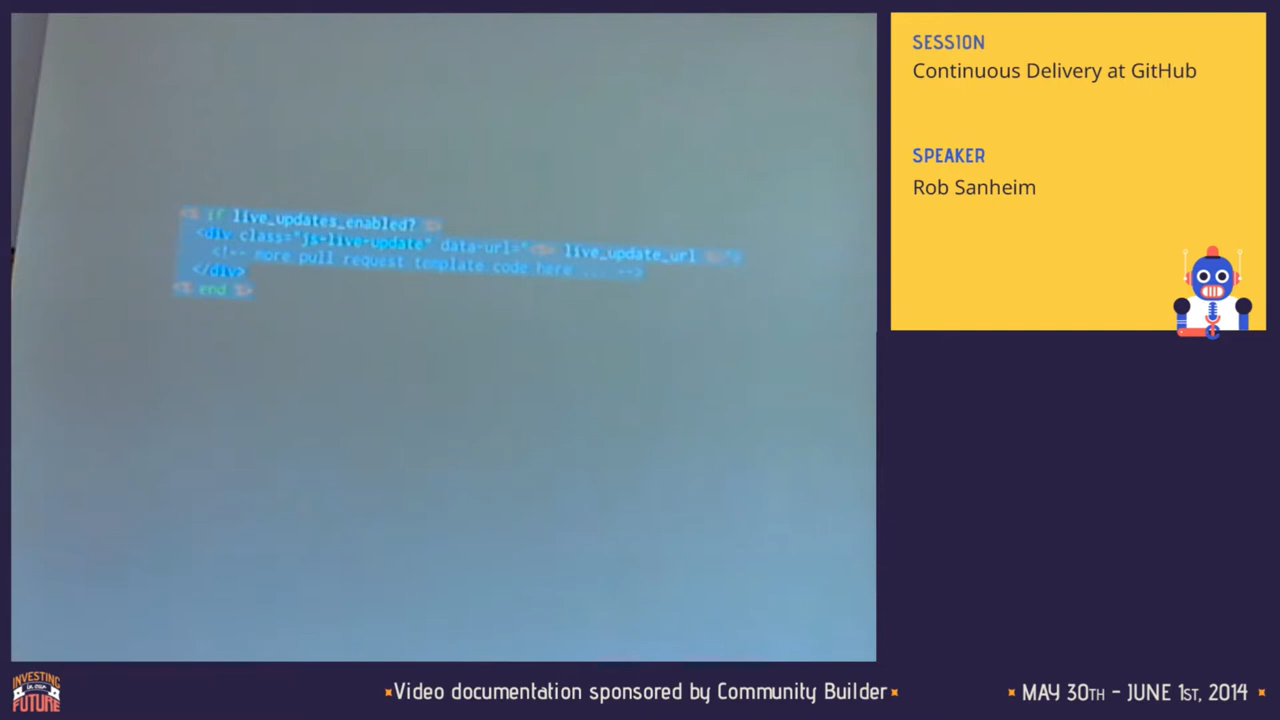 <% if live_updates_enabled? %>
<div class="js-live-update" data-url="<%= live_update_url %>">
<!-- more pull request template code here ... -->
</div>
<% end %>
SESSION
Continuous Delivery at GitHub
SPEAKER
Rob Sanheim
INVESTING
in our
FUTURE
Video documentation sponsored by Community Builder
MAY 30TH - JUNE 1ST, 2014